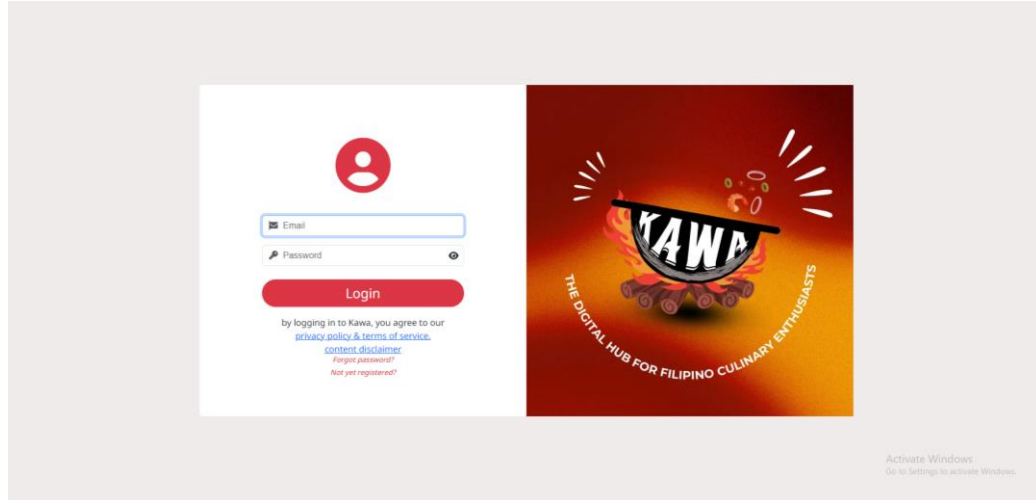 Email
Password
Login
by logging in to Kawa, you agree to our
privacy policy & terms of service.
content disclaimer
Forgot password?
Not yet registered?
KAWA
THE DIGITAL HUB FOR FILIPINO CULINARY ENTHUSIASTS
Activate Windows
Go to Settings to activate Windows.